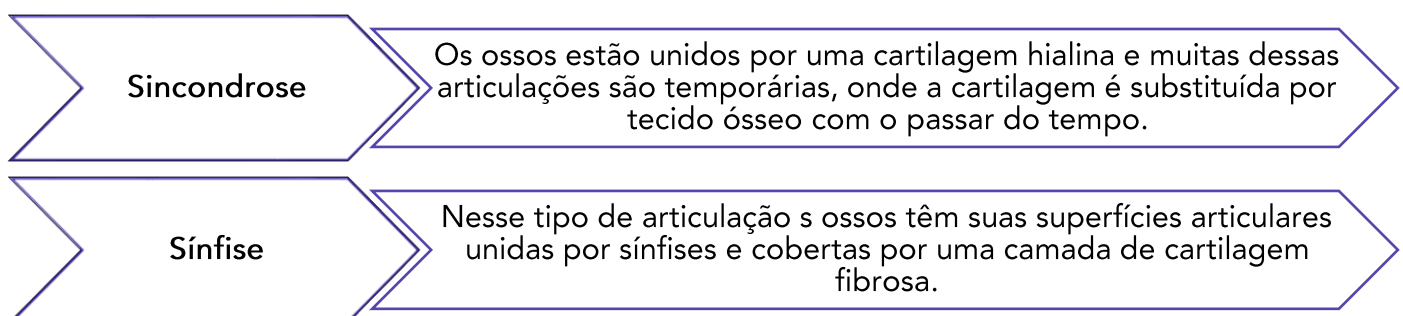 Sincondrose
Os ossos estão unidos por uma cartilagem hialina e muitas dessas
articulações são temporárias, onde a cartilagem é substituída por
tecido ósseo com o passar do tempo.
Sínfise
Nesse tipo de articulação s ossos têm suas superfícies articulares
unidas por sínfises e cobertas por uma camada de cartilagem
fibrosa.